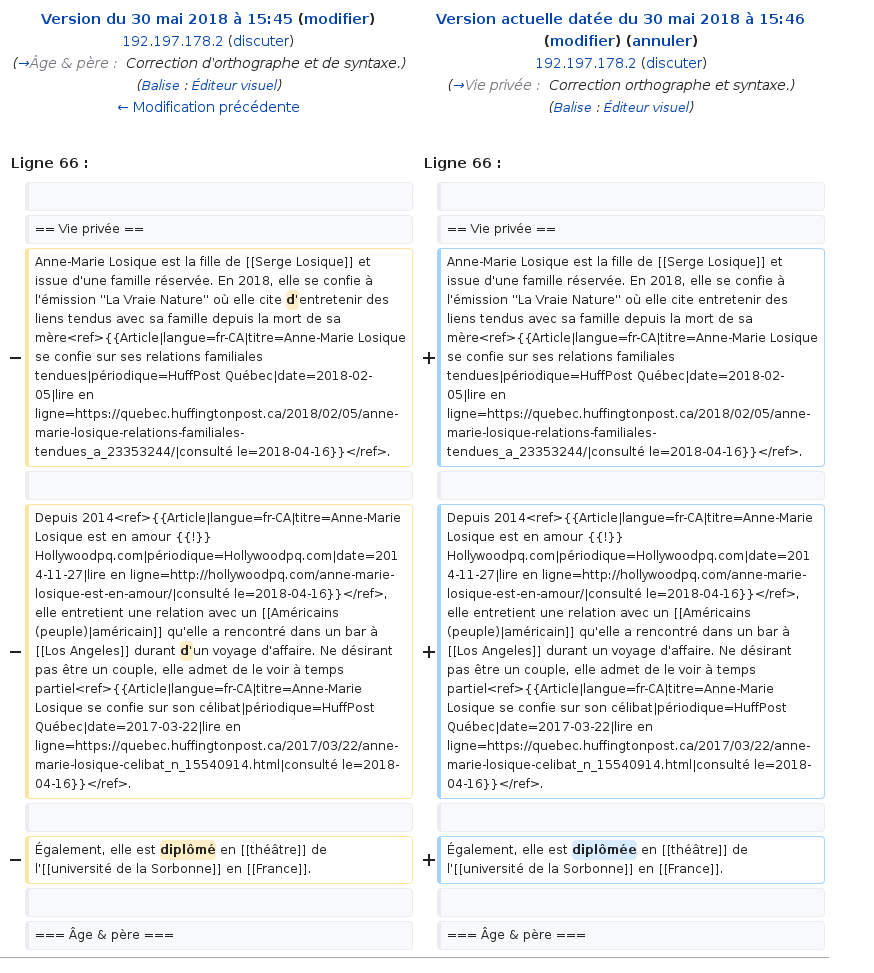 Version du 30 mai 2018 à 15:45 (modifier)
192.197.178.2 (discuter)
(→Âge & père : Correction d'orthographe et de syntaxe.)
(Balise : Éditeur visuel)
← Modification précédente
Version actuelle datée du 30 mai 2018 à 15:46
(modifier) (annuler)
192.197.178.2 (discuter)
(→Vie privée : Correction orthographe et syntaxe.)
(Balise : Éditeur visuel)
Ligne 66 :
Ligne 66 :
== Vie privée ==
== Vie privée ==
−
Anne-Marie Losique est la fille de [[Serge Losique]] et
issue d'une famille réservée. En 2018, elle se confie à
l'émission "La Vraie Nature" où elle cite d'entretenir des
liens tendus avec sa famille depuis la mort de sa
mère<ref>{{Article|langue=fr-CA|titre=Anne-Marie Losique
se confie sur ses relations familiales
tendues|périodique=HuffPost Québec|date=2018-02-
05|lire en
ligne=https://quebec.huffingtonpost.ca/2018/02/05/anne-
marie-losique-relations-familiales-
tendues_a_23353244/|consulté le=2018-04-16}}</ref>.
+
Anne-Marie Losique est la fille de [[Serge Losique]] et
issue d'une famille réservée. En 2018, elle se confie à
l'émission "La Vraie Nature" où elle cite entretenir des
liens tendus avec sa famille depuis la mort de sa
mère<ref>{{Article|langue=fr-CA|titre=Anne-Marie Losique
se confie sur ses relations familiales
tendues|périodique=HuffPost Québec|date=2018-02-
05|lire en
ligne=https://quebec.huffingtonpost.ca/2018/02/05/anne-
marie-losique-relations-familiales-
tendues_a_23353244/|consulté le=2018-04-16}}</ref>.
−
Depuis 2014<ref>{{Article|langue=fr-CA|titre=Anne-Marie
Losique est en amour {{!}}
Hollywoodpq.com|périodique=Hollywoodpq.com|date=201
4-11-27|lire en ligne=http://hollywoodpq.com/anne-marie-
losique-est-en-amour/|consulté le=2018-04-16}}</ref>,
elle entretient une relation avec un [[Américains
(peuple)|américain]] qu'elle a rencontré dans un bar à
[[Los Angeles]] durant d'un voyage d'affaire. Ne désirant
pas être un couple, elle admet de le voir à temps
partiel<ref>{{Article|langue=fr-CA|titre=Anne-Marie
Losique se confie sur son célibat|périodique=HuffPost
Québec|date=2017-03-22|lire en
ligne=https://quebec.huffingtonpost.ca/2017/03/22/anne-
marie-losique-celibat_n_15540914.html|consulté le=2018-
04-16}}</ref>.
+
Depuis 2014<ref>{{Article|langue=fr-CA|titre=Anne-Marie
Losique est en amour {{!}}
Hollywoodpq.com|périodique=Hollywoodpq.com|date=201
4-11-27|lire en ligne=http://hollywoodpq.com/anne-marie-
losique-est-en-amour/|consulté le=2018-04-16}}</ref>,
elle entretient une relation avec un [[Américains
(peuple)|américain]] qu'elle a rencontré dans un bar à
[[Los Angeles]] durant un voyage d'affaire. Ne désirant
pas être un couple, elle admet de le voir à temps
partiel<ref>{{Article|langue=fr-CA|titre=Anne-Marie
Losique se confie sur son célibat|périodique=HuffPost
Québec|date=2017-03-22|lire en
ligne=https://quebec.huffingtonpost.ca/2017/03/22/anne-
marie-losique-celibat_n_15540914.html|consulté le=2018-
04-16}}</ref>.
−
Également, elle est diplômé en [[théâtre]] de
l'[[université de la Sorbonne]] en [[France]].
+
Également, elle est diplômée en [[théâtre]] de
l'[[université de la Sorbonne]] en [[France]].
=== Âge & père ===
=== Âge & père ===